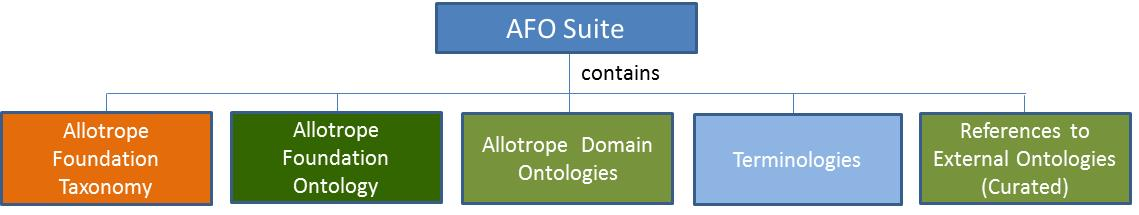 AFO Suite
contains
Allotrope
Foundation
Taxonomy
Allotrope
Foundation
Ontology
Allotrope Domain
Ontologies
Terminologies
References to
External Ontologies
(Curated)